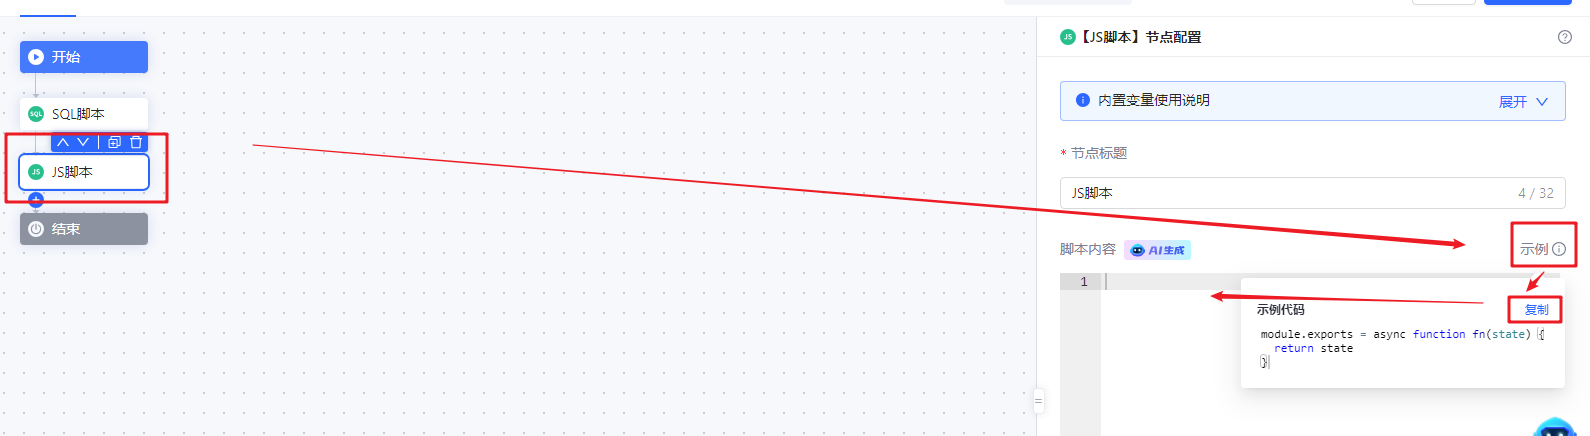 开始
SQL
SQL脚本
JS
JS脚本
结束
JS
【JS脚本】节点配置
内置变量使用说明
展开
* 节点标题
JS脚本
4 / 32
脚本内容
AI生成
示例
1
示例代码
复制
module.exports = async function fn(state) {
return state
}